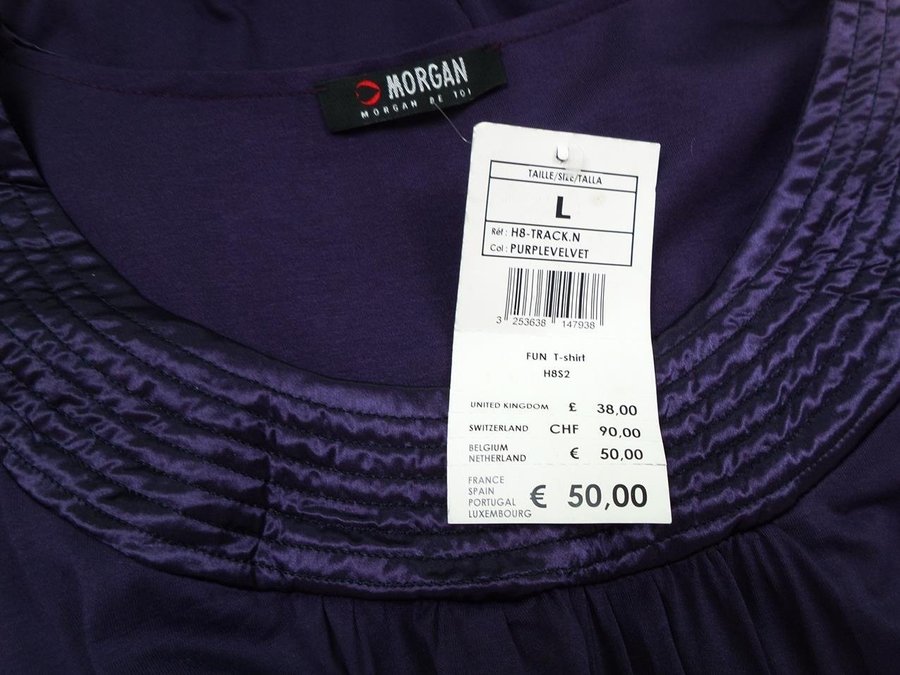 MORGAN
MORGAN DE TOI
TAILLE/SIZE/TALLA
L
Réf : H8-TRACK.N
Col : PURPLEVELVET
3 253638 147938
FUN T-shirt
H8S2
UNITED KINGDOM £ 38,00
SWITZERLAND CHF 90,00
BELGIUM
NETHERLAND € 50,00
FRANCE
SPAIN
PORTUGAL
LUXEMBOURG € 50,00